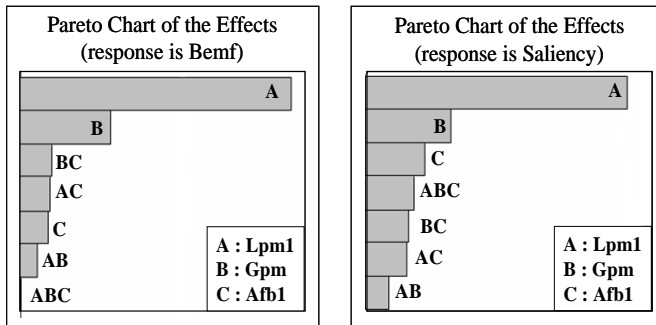 Pareto Chart of the Effects
(response is Bemf)
A
B
BC
AC
C
AB
ABC
A : Lpm1
B : Gpm
C : Afb1
Pareto Chart of the Effects
(response is Saliency)
A
B
C
ABC
BC
AC
AB
A : Lpm1
B : Gpm
C : Afb1